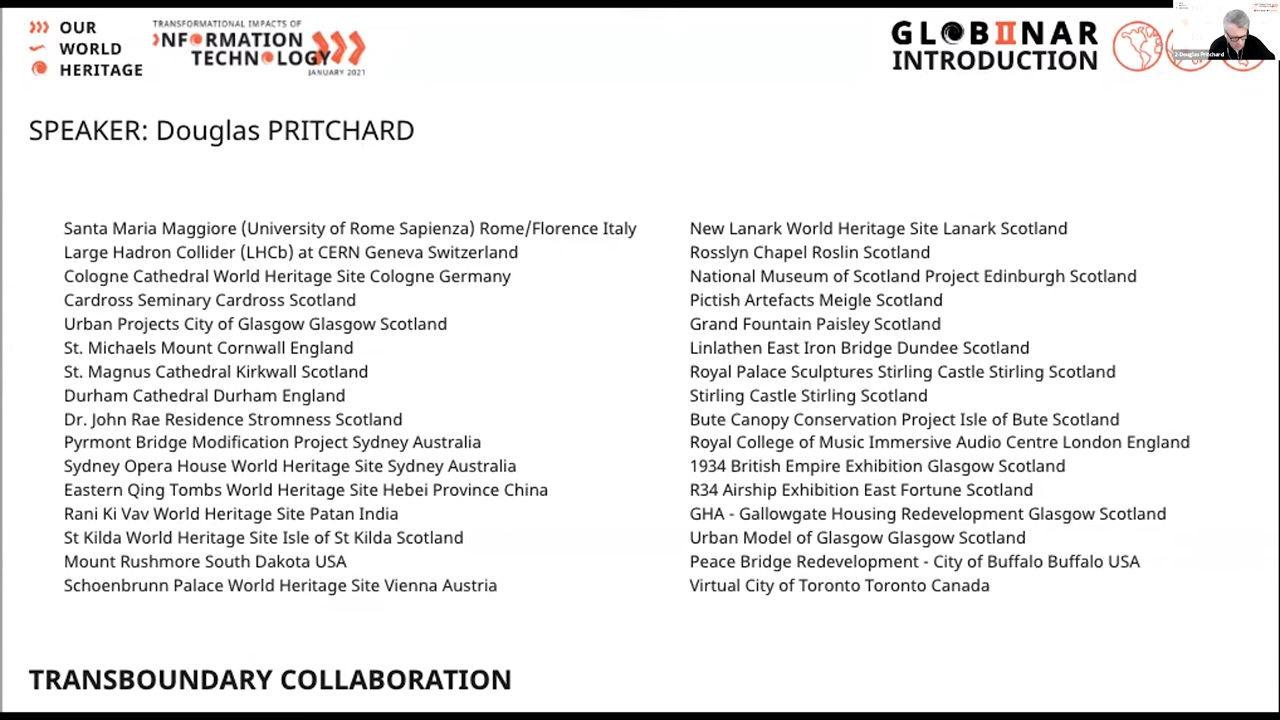 OUR
WORLD
HERITAGE
TRANSFORMATIONAL IMPACTS OF
INFORMATION
TECHNOLOGY
JANUARY 2021
GLOBIINAR
INTRODUCTION
2-Douglas Pritchard
SPEAKER: Douglas PRITCHARD
Santa Maria Maggiore (University of Rome Sapienza) Rome/Florence Italy
Large Hadron Collider (LHCb) at CERN Geneva Switzerland
Cologne Cathedral World Heritage Site Cologne Germany
Cardross Seminary Cardross Scotland
Urban Projects City of Glasgow Glasgow Scotland
St. Michaels Mount Cornwall England
St. Magnus Cathedral Kirkwall Scotland
Durham Cathedral Durham England
Dr. John Rae Residence Stromness Scotland
Pyrmont Bridge Modification Project Sydney Australia
Sydney Opera House World Heritage Site Sydney Australia
Eastern Qing Tombs World Heritage Site Hebei Province China
Rani Ki Vav World Heritage Site Patan India
St Kilda World Heritage Site Isle of St Kilda Scotland
Mount Rushmore South Dakota USA
Schoenbrunn Palace World Heritage Site Vienna Austria
New Lanark World Heritage Site Lanark Scotland
Rosslyn Chapel Roslin Scotland
National Museum of Scotland Project Edinburgh Scotland
Pictish Artefacts Meigle Scotland
Grand Fountain Paisley Scotland
Linlathen East Iron Bridge Dundee Scotland
Royal Palace Sculptures Stirling Castle Stirling Scotland
Stirling Castle Stirling Scotland
Bute Canopy Conservation Project Isle of Bute Scotland
Royal College of Music Immersive Audio Centre London England
1934 British Empire Exhibition Glasgow Scotland
R34 Airship Exhibition East Fortune Scotland
GHA - Gallowgate Housing Redevelopment Glasgow Scotland
Urban Model of Glasgow Glasgow Scotland
Peace Bridge Redevelopment - City of Buffalo Buffalo USA
Virtual City of Toronto Toronto Canada
TRANSBOUNDARY COLLABORATION